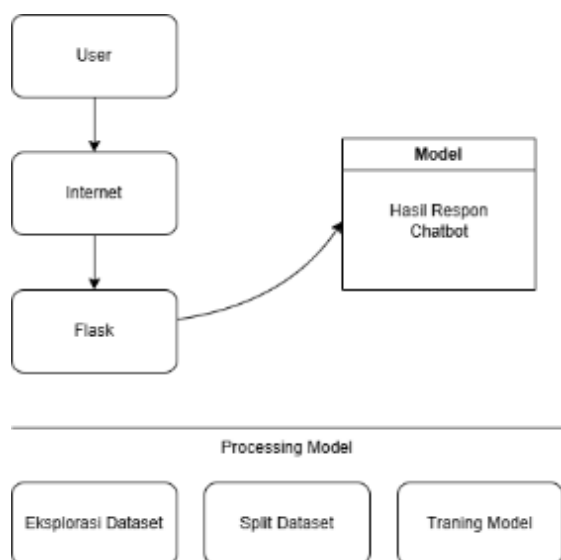 User
Internet
Flask
Model
Hasil Respon
Chatbot
Processing Model
Eksplorasi Dataset
Split Dataset
Traning Model